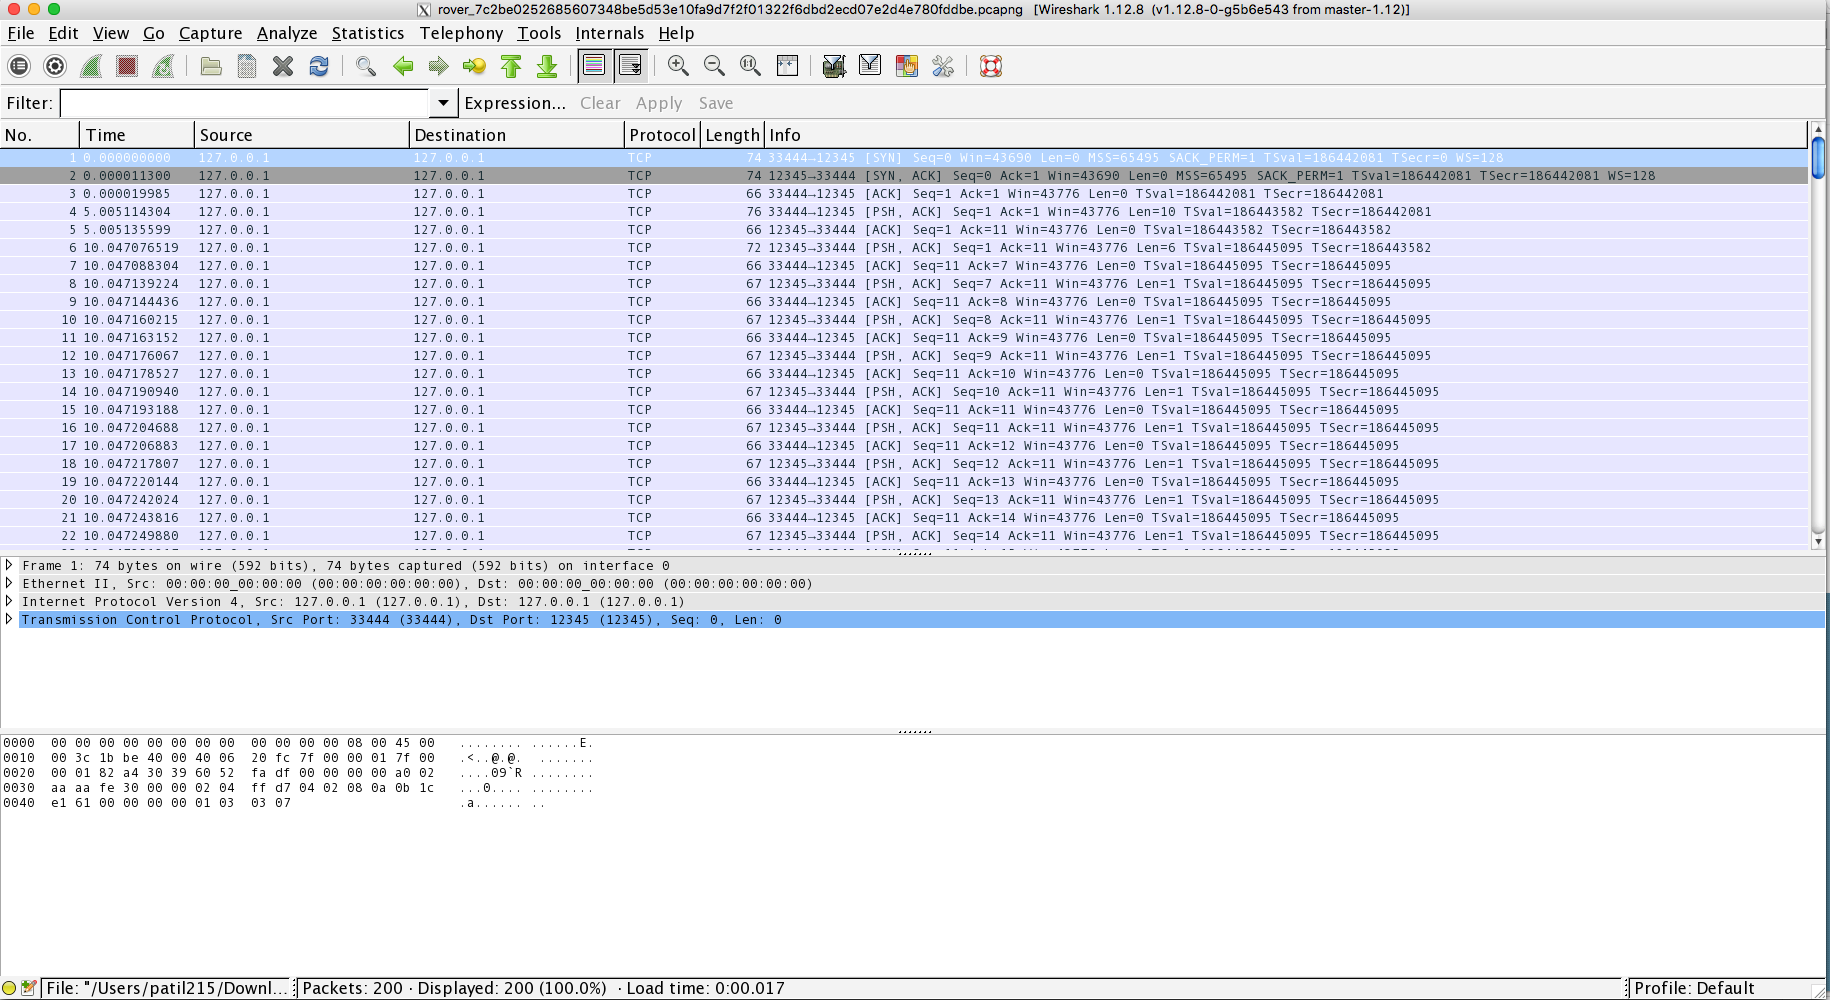 rover_7c2be0252685607348be5d53e10fa9d7f2f01322f6dbd2ecd07e2d4e780fddbe.pcapng [Wireshark 1.12.8 (v1.12.8-0-g5b6e543 from master-1.12)]
File Edit View Go Capture Analyze Statistics Telephony Tools Internals Help
Filter: Expression... Clear Apply Save
No. Time Source Destination Protocol Length Info
1 0.000000000 127.0.0.1 127.0.0.1 TCP 74 33444→12345 [SYN] Seq=0 Win=43690 Len=0 MSS=65495 SACK_PERM=1 TSval=186442081 TSecr=0 WS=128
2 0.000011300 127.0.0.1 127.0.0.1 TCP 74 12345→33444 [SYN, ACK] Seq=0 Ack=1 Win=43690 Len=0 MSS=65495 SACK_PERM=1 TSval=186442081 TSecr=186442081 WS=128
3 0.000019985 127.0.0.1 127.0.0.1 TCP 66 33444→12345 [ACK] Seq=1 Ack=1 Win=43776 Len=0 TSval=186442081 TSecr=186442081
4 5.005114304 127.0.0.1 127.0.0.1 TCP 76 33444→12345 [PSH, ACK] Seq=1 Ack=1 Win=43776 Len=10 TSval=186443582 TSecr=186442081
5 5.005135599 127.0.0.1 127.0.0.1 TCP 66 12345→33444 [ACK] Seq=1 Ack=11 Win=43776 Len=0 TSval=186443582 TSecr=186443582
6 10.047076519 127.0.0.1 127.0.0.1 TCP 72 12345→33444 [PSH, ACK] Seq=1 Ack=11 Win=43776 Len=6 TSval=186445095 TSecr=186443582
7 10.047088304 127.0.0.1 127.0.0.1 TCP 66 33444→12345 [ACK] Seq=11 Ack=7 Win=43776 Len=0 TSval=186445095 TSecr=186445095
8 10.047139224 127.0.0.1 127.0.0.1 TCP 67 12345→33444 [PSH, ACK] Seq=7 Ack=11 Win=43776 Len=1 TSval=186445095 TSecr=186445095
9 10.047144436 127.0.0.1 127.0.0.1 TCP 66 33444→12345 [ACK] Seq=11 Ack=8 Win=43776 Len=0 TSval=186445095 TSecr=186445095
10 10.047160215 127.0.0.1 127.0.0.1 TCP 67 12345→33444 [PSH, ACK] Seq=8 Ack=11 Win=43776 Len=1 TSval=186445095 TSecr=186445095
11 10.047163152 127.0.0.1 127.0.0.1 TCP 66 33444→12345 [ACK] Seq=11 Ack=9 Win=43776 Len=0 TSval=186445095 TSecr=186445095
12 10.047176067 127.0.0.1 127.0.0.1 TCP 67 12345→33444 [PSH, ACK] Seq=9 Ack=11 Win=43776 Len=1 TSval=186445095 TSecr=186445095
13 10.047178527 127.0.0.1 127.0.0.1 TCP 66 33444→12345 [ACK] Seq=11 Ack=10 Win=43776 Len=0 TSval=186445095 TSecr=186445095
14 10.047190940 127.0.0.1 127.0.0.1 TCP 67 12345→33444 [PSH, ACK] Seq=10 Ack=11 Win=43776 Len=1 TSval=186445095 TSecr=186445095
15 10.047193188 127.0.0.1 127.0.0.1 TCP 66 33444→12345 [ACK] Seq=11 Ack=11 Win=43776 Len=0 TSval=186445095 TSecr=186445095
16 10.047204688 127.0.0.1 127.0.0.1 TCP 67 12345→33444 [PSH, ACK] Seq=11 Ack=11 Win=43776 Len=1 TSval=186445095 TSecr=186445095
17 10.047206883 127.0.0.1 127.0.0.1 TCP 66 33444→12345 [ACK] Seq=11 Ack=12 Win=43776 Len=0 TSval=186445095 TSecr=186445095
18 10.047217807 127.0.0.1 127.0.0.1 TCP 67 12345→33444 [PSH, ACK] Seq=12 Ack=11 Win=43776 Len=1 TSval=186445095 TSecr=186445095
19 10.047220144 127.0.0.1 127.0.0.1 TCP 66 33444→12345 [ACK] Seq=11 Ack=13 Win=43776 Len=0 TSval=186445095 TSecr=186445095
20 10.047242024 127.0.0.1 127.0.0.1 TCP 67 12345→33444 [PSH, ACK] Seq=13 Ack=11 Win=43776 Len=1 TSval=186445095 TSecr=186445095
21 10.047243816 127.0.0.1 127.0.0.1 TCP 66 33444→12345 [ACK] Seq=11 Ack=14 Win=43776 Len=0 TSval=186445095 TSecr=186445095
22 10.047249880 127.0.0.1 127.0.0.1 TCP 67 12345→33444 [PSH, ACK] Seq=14 Ack=11 Win=43776 Len=1 TSval=186445095 TSecr=186445095
Frame 1: 74 bytes on wire (592 bits), 74 bytes captured (592 bits) on interface 0
Ethernet II, Src: 00:00:00_00:00:00 (00:00:00:00:00:00), Dst: 00:00:00_00:00:00 (00:00:00:00:00:00)
Internet Protocol Version 4, Src: 127.0.0.1 (127.0.0.1), Dst: 127.0.0.1 (127.0.0.1)
Transmission Control Protocol, Src Port: 33444 (33444), Dst Port: 12345 (12345), Seq: 0, Len: 0
0000 00 00 00 00 00 00 00 00 00 00 00 00 08 00 45 00 ........ ......E.
0010 00 3c 1b be 40 00 40 06 20 fc 7f 00 00 01 7f 00 .<..@.@. .......
0020 00 01 82 a4 30 39 60 52 fa df 00 00 00 00 a0 02 ....09`R ........
0030 aa aa fe 30 00 00 02 04 ff d7 04 02 08 0a 0b 1c ...0.... ........
0040 e1 61 00 00 00 00 01 03 03 07 .a...... ..
File: "/Users/patil215/Downl... Packets: 200 · Displayed: 200 (100.0%) · Load time: 0:00.017 Profile: Default